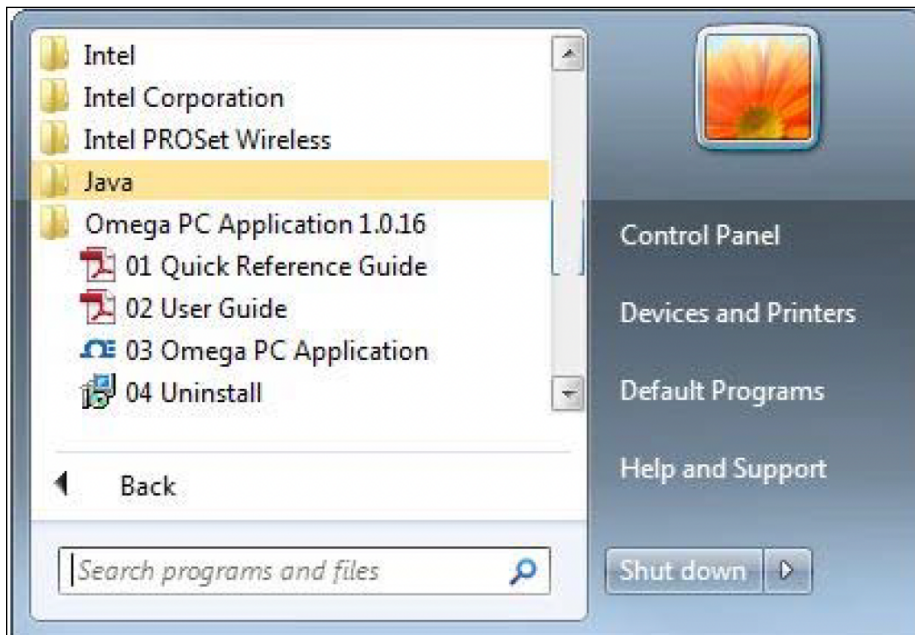 Intel
Intel Corporation
Intel PROSet Wireless
Java
Omega PC Application 1.0.16
01 Quick Reference Guide
02 User Guide
03 Omega PC Application
04 Uninstall
Back
Search programs and files
Control Panel
Devices and Printers
Default Programs
Help and Support
Shut down